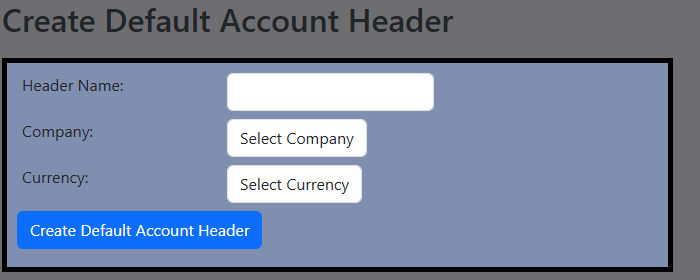 Create Default Account Header
Header Name:
Company:
Select Company
Currency:
Select Currency
Create Default Account Header